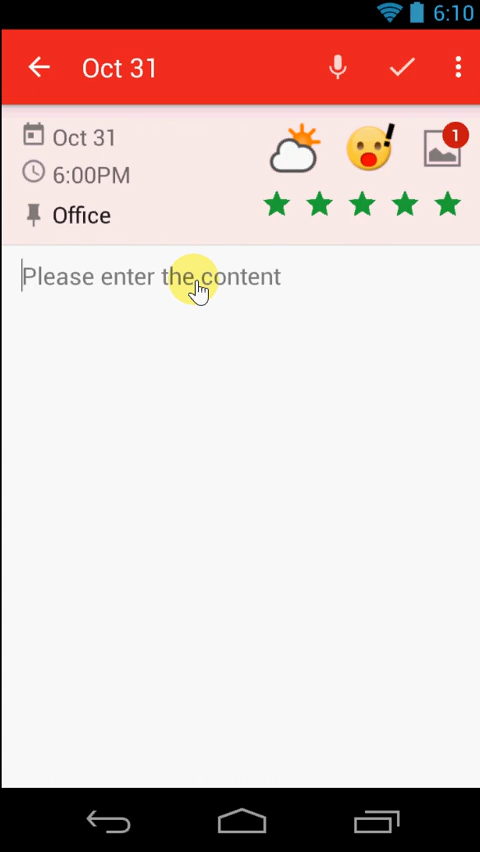 6:10
Oct 31
Oct 31
1
6:00PM
Office
Please enter the content